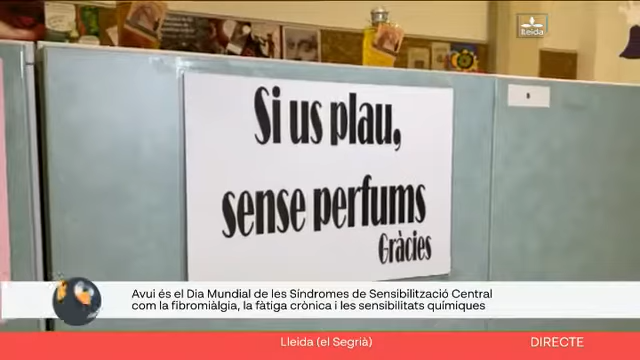 Lleida
8
Si us plau,
sense perfums
Gràcies
Avui és el Dia Mundial de les Síndromes de Sensibilització Central
com la fibromiàlgia, la fàtiga crònica i les sensibilitats químiques
Lleida (el Segrià)
DIRECTE